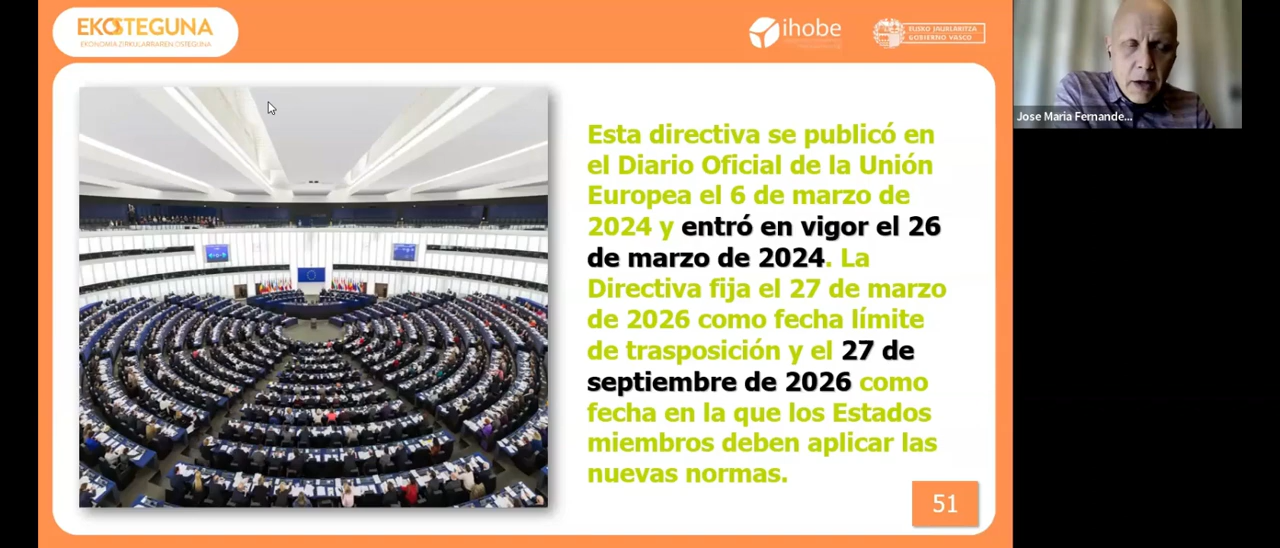 EKOSTEGUNA
EKONOMIA ZIRKULARRAREN OSTEGUNA
ihobe
EUSKO JAURLARITZA
GOBIERNO VASCO
Jose Maria Fernande...
Esta directiva se publicó en
el Diario Oficial de la Unión
Europea el 6 de marzo de
2024 y entró en vigor el 26
de marzo de 2024. La
Directiva fija el 27 de marzo
de 2026 como fecha límite
de trasposición y el 27 de
septiembre de 2026 como
fecha en la que los Estados
miembros deben aplicar las
nuevas normas.
51